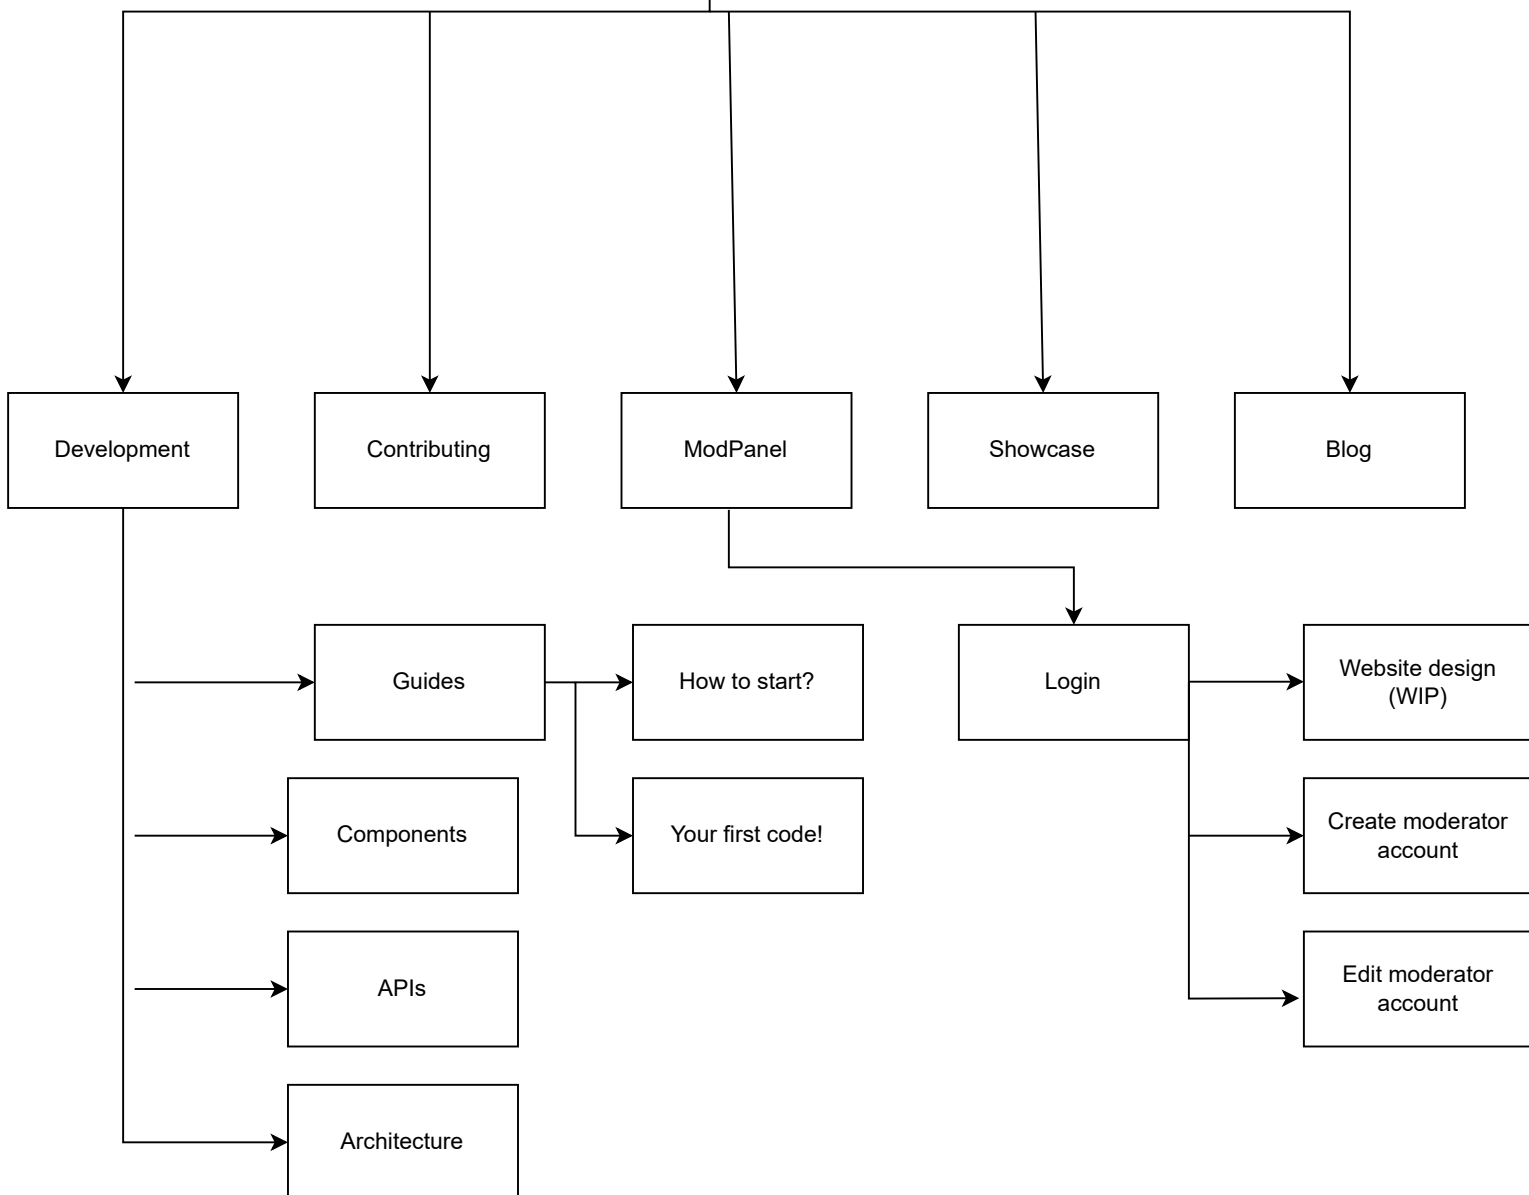 Development
Contributing
ModPanel
Showcase
Blog
Guides
How to start?
Login
Website design
(WIP)
Components
Your first code!
Create moderator
account
APIs
Edit moderator
account
Architecture